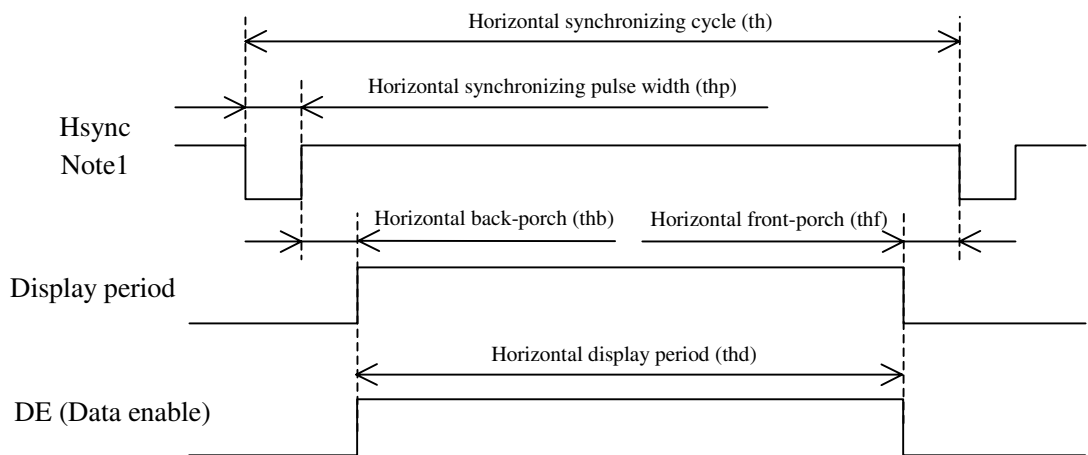 Horizontal synchronizing cycle (th)
Horizontal synchronizing pulse width (thp)
Hsync
Note1
Horizontal back-porch (thb)
Horizontal front-porch (thf)
Display period
Horizontal display period (thd)
DE (Data enable)